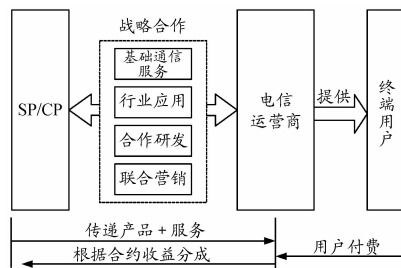 战略合作
SP/CP
基础通信
服务
行业应用
合作研发
联合营销
电信
运营商
提供
终端用户
传递产品+服务
根据合约收益分成
用户付费